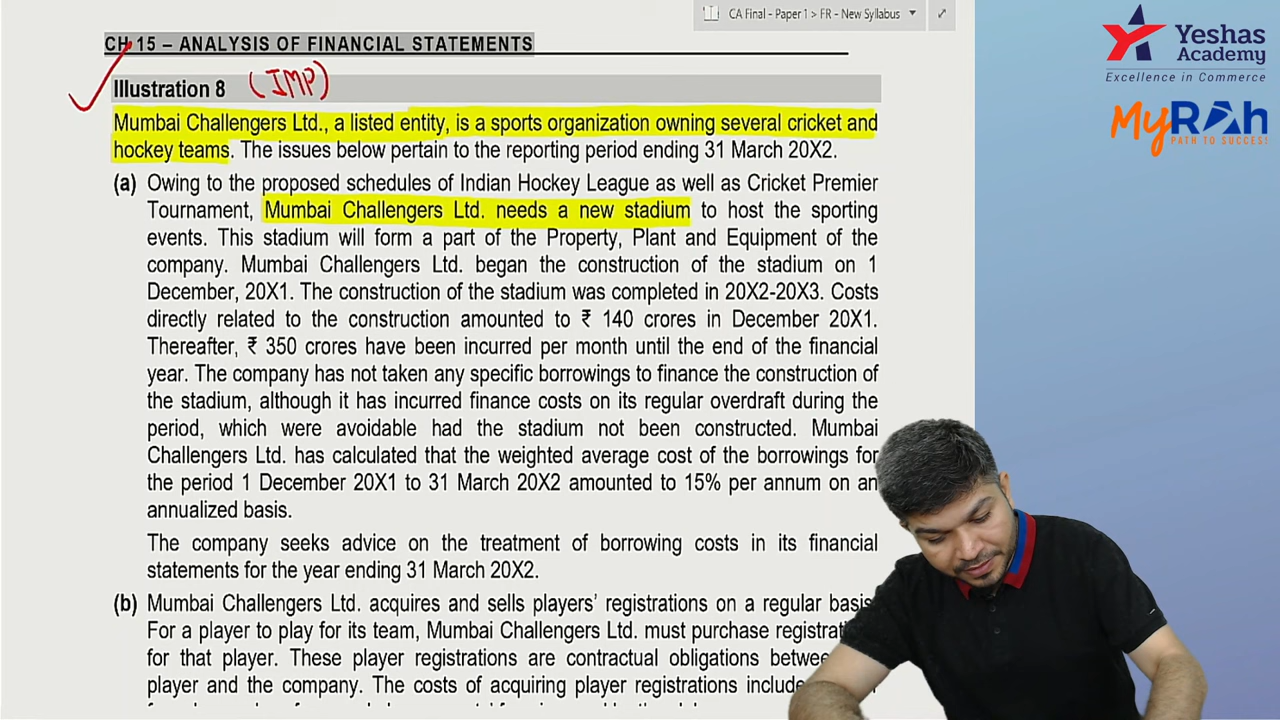 CA Final - Paper 1 > FR - New Syllabus
Yeshas
Academy
Excellence in Commerce
MyRAh
PATH TO SUCCESS
CH 15 – ANALYSIS OF FINANCIAL STATEMENTS
Illustration 8 (IMP)
Mumbai Challengers Ltd., a listed entity, is a sports organization owning several cricket and
hockey teams. The issues below pertain to the reporting period ending 31 March 20X2.
(a) Owing to the proposed schedules of Indian Hockey League as well as Cricket Premier
Tournament, Mumbai Challengers Ltd. needs a new stadium to host the sporting
events. This stadium will form a part of the Property, Plant and Equipment of the
company. Mumbai Challengers Ltd. began the construction of the stadium on 1
December, 20X1. The construction of the stadium was completed in 20X2-20X3. Costs
directly related to the construction amounted to ₹ 140 crores in December 20X1.
Thereafter, ₹ 350 crores have been incurred per month until the end of the financial
year. The company has not taken any specific borrowings to finance the construction of
the stadium, although it has incurred finance costs on its regular overdraft during the
period, which were avoidable had the stadium not been constructed. Mumbai
Challengers Ltd. has calculated that the weighted average cost of the borrowings for
the period 1 December 20X1 to 31 March 20X2 amounted to 15% per annum on an
annualized basis.
The company seeks advice on the treatment of borrowing costs in its financial
statements for the year ending 31 March 20X2.
(b) Mumbai Challengers Ltd. acquires and sells players' registrations on a regular basis
For a player to play for its team, Mumbai Challengers Ltd. must purchase
for that player. These player registrations are contractual obligations
player and the company. The costs of acquiring player registrations